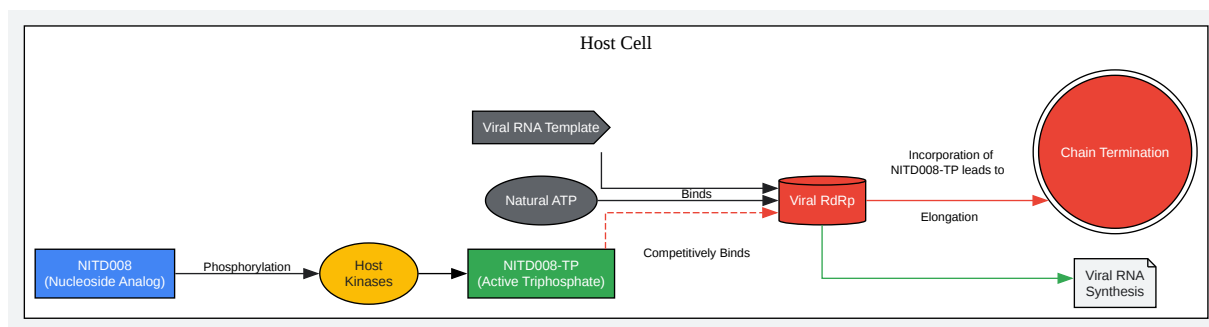 Host Cell
Viral RNA Template
Natural ATP
Binds
Viral RdRp
Incorporation of
NITD008-TP leads to
Elongation
Chain Termination
NITD008
(Nucleoside Analog)
Phosphorylation
Host
Kinases
NITD008-TP
(Active Triphosphate)
Competitively Binds
Viral RNA
Synthesis